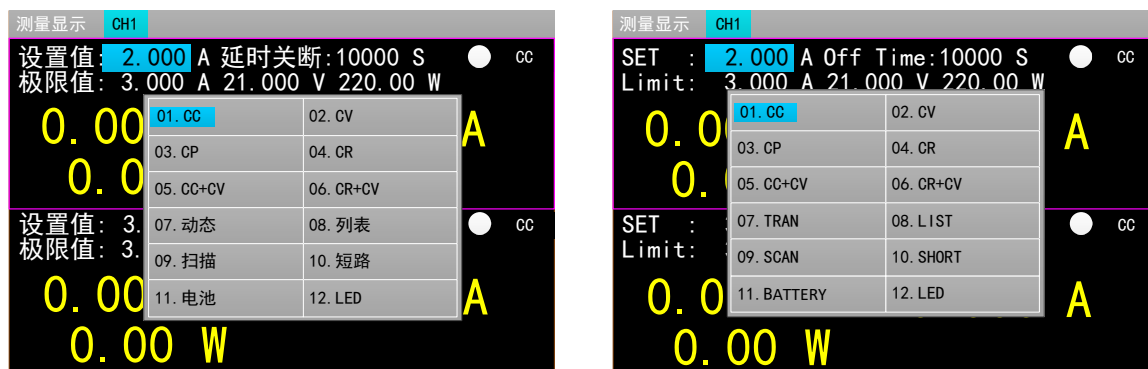 测量显示 CH1
设置值: 2.000 A 延时关断:10000 S CC
极限值: 3.000 A 21.000 V 220.00 W
01.CC 02.CV
03.CP 04.CR
05.CC+CV 06.CR+CV
07.动态 08.列表
09.扫描 10.短路
11.电池 12.LED
0.00 A
0.0
设置值: 3. CC
极限值: 3.
0.00 A
0.00 W
测量显示 CH1
SET : 2.000 A Off Time:10000 S CC
Limit: 3.000 A 21.000 V 220.00 W
01.CC 02.CV
03.CP 04.CR
05.CC+CV 06.CR+CV
07.TRAN 08.LIST
09.SCAN 10.SHORT
11.BATTERY 12.LED
0.0 A
0.
SET : CC
Limit:
0.0 A
0.00 W